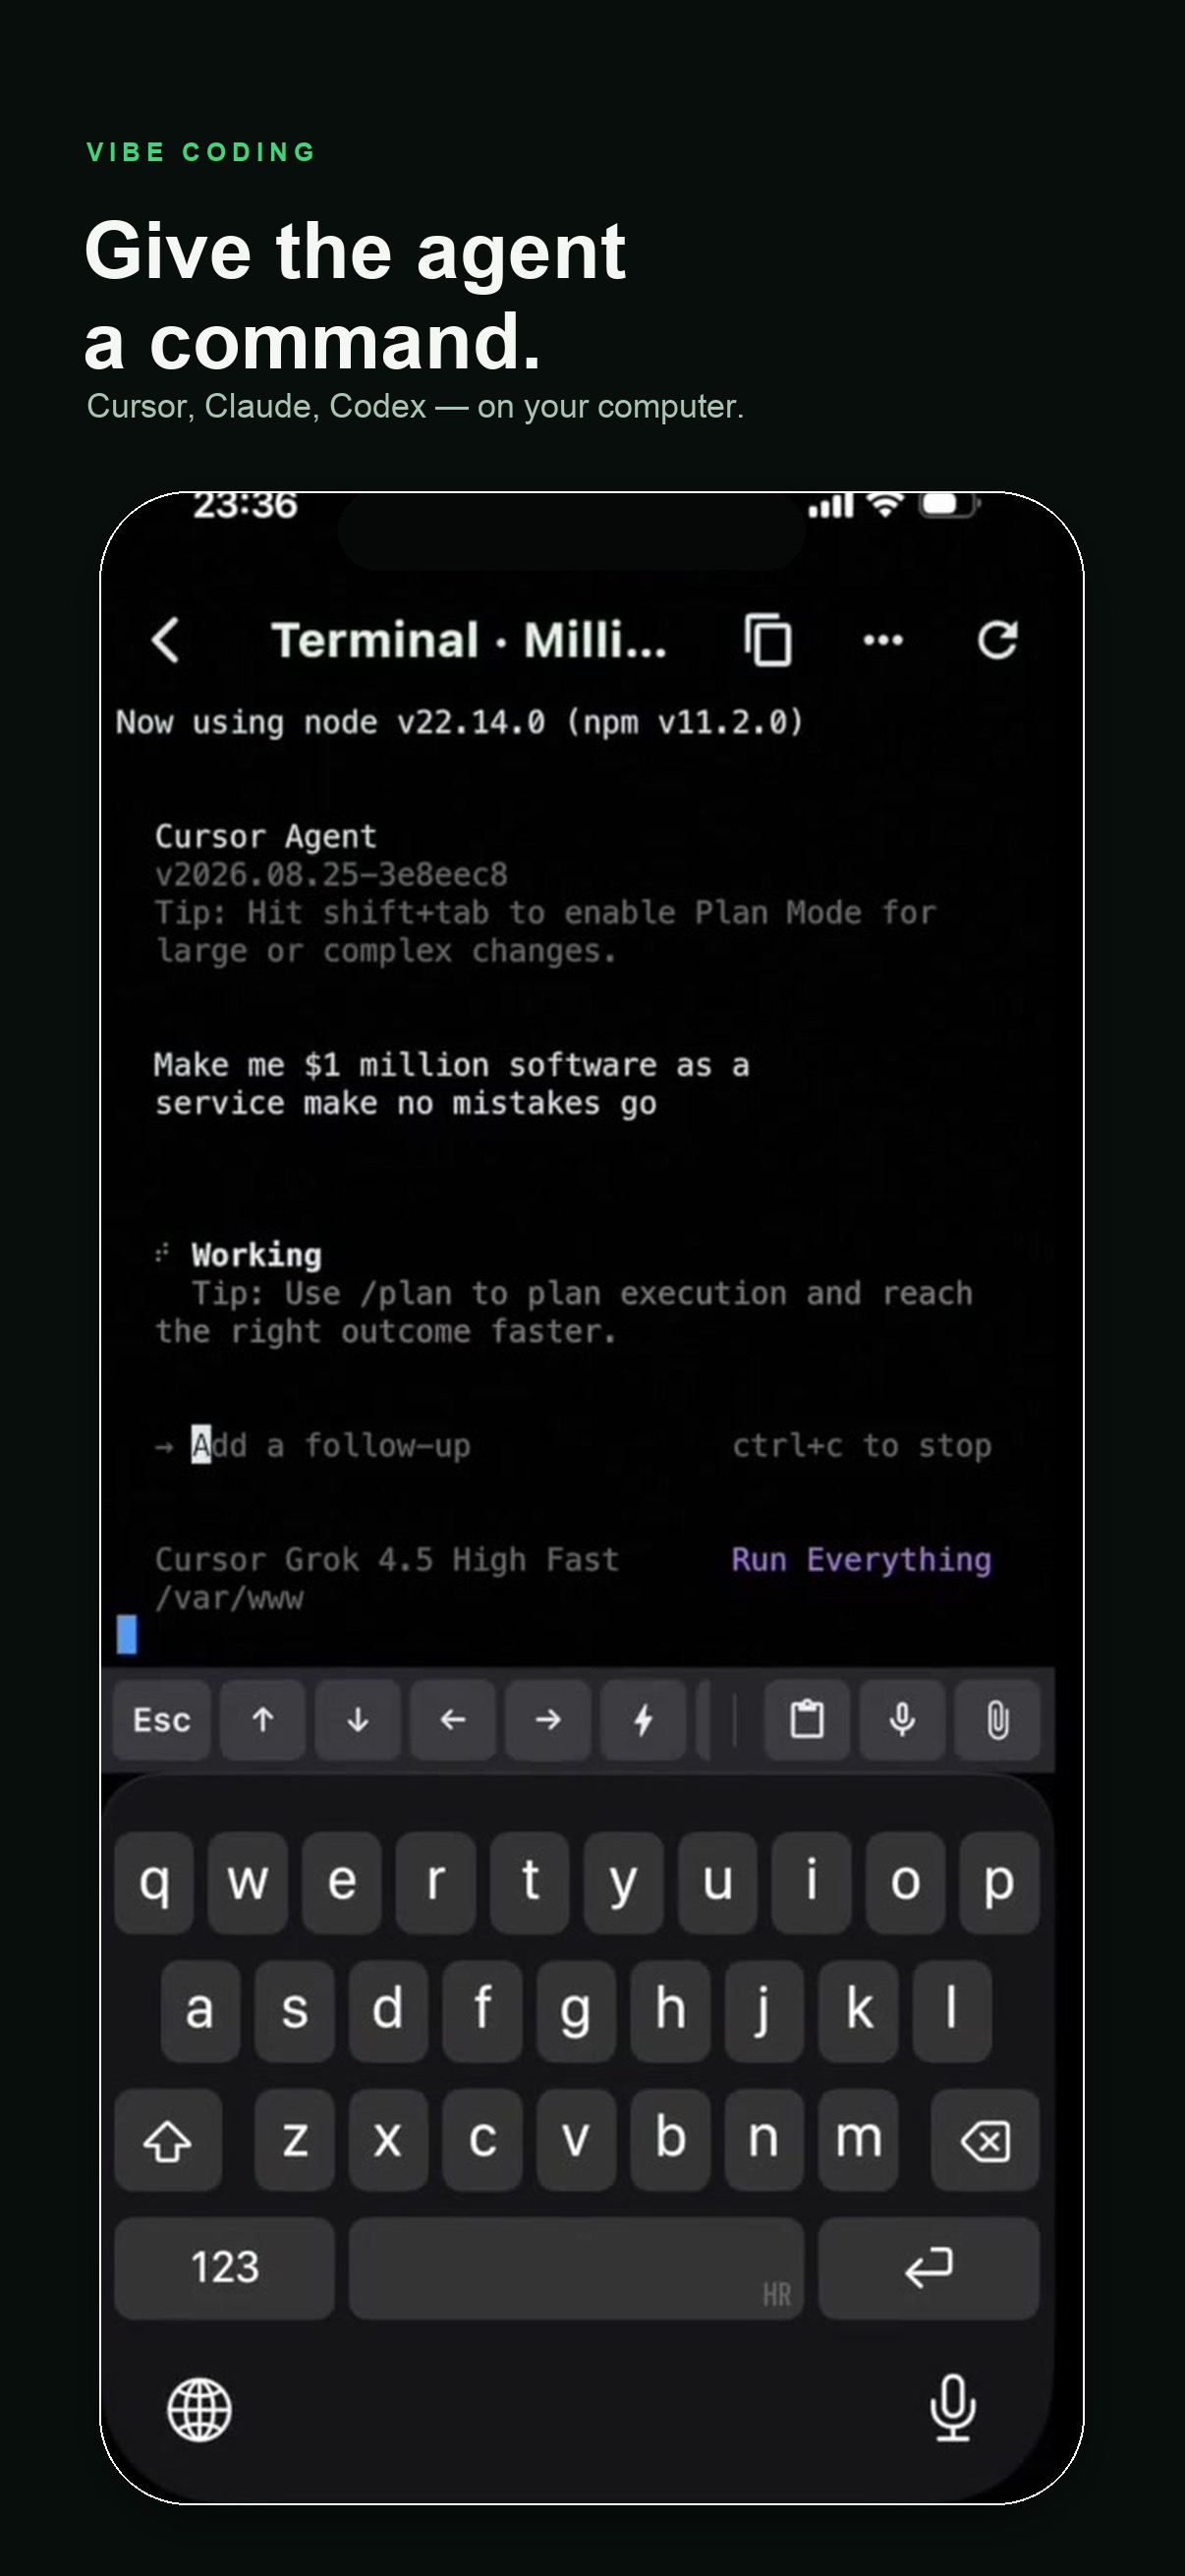 VIBE CODING
Give the agent
a command.
Cursor, Claude, Codex — on your computer.
23:36
Terminal · Milli...
Now using node v22.14.0 (npm v11.2.0)
Cursor Agent
v2026.08.25-3e8eec8
Tip: Hit shift+tab to enable Plan Mode for
large or complex changes.
Make me $1 million software as a
service make no mistakes go
Working
Tip: Use /plan to plan execution and reach
the right outcome faster.
→ Add a follow-up ctrl+c to stop
Cursor Grok 4.5 High Fast Run Everything
/var/www
Esc ↑ ↓ ← →
q w e r t y u i o p
a s d f g h j k l
z x c v b n m
123 HR